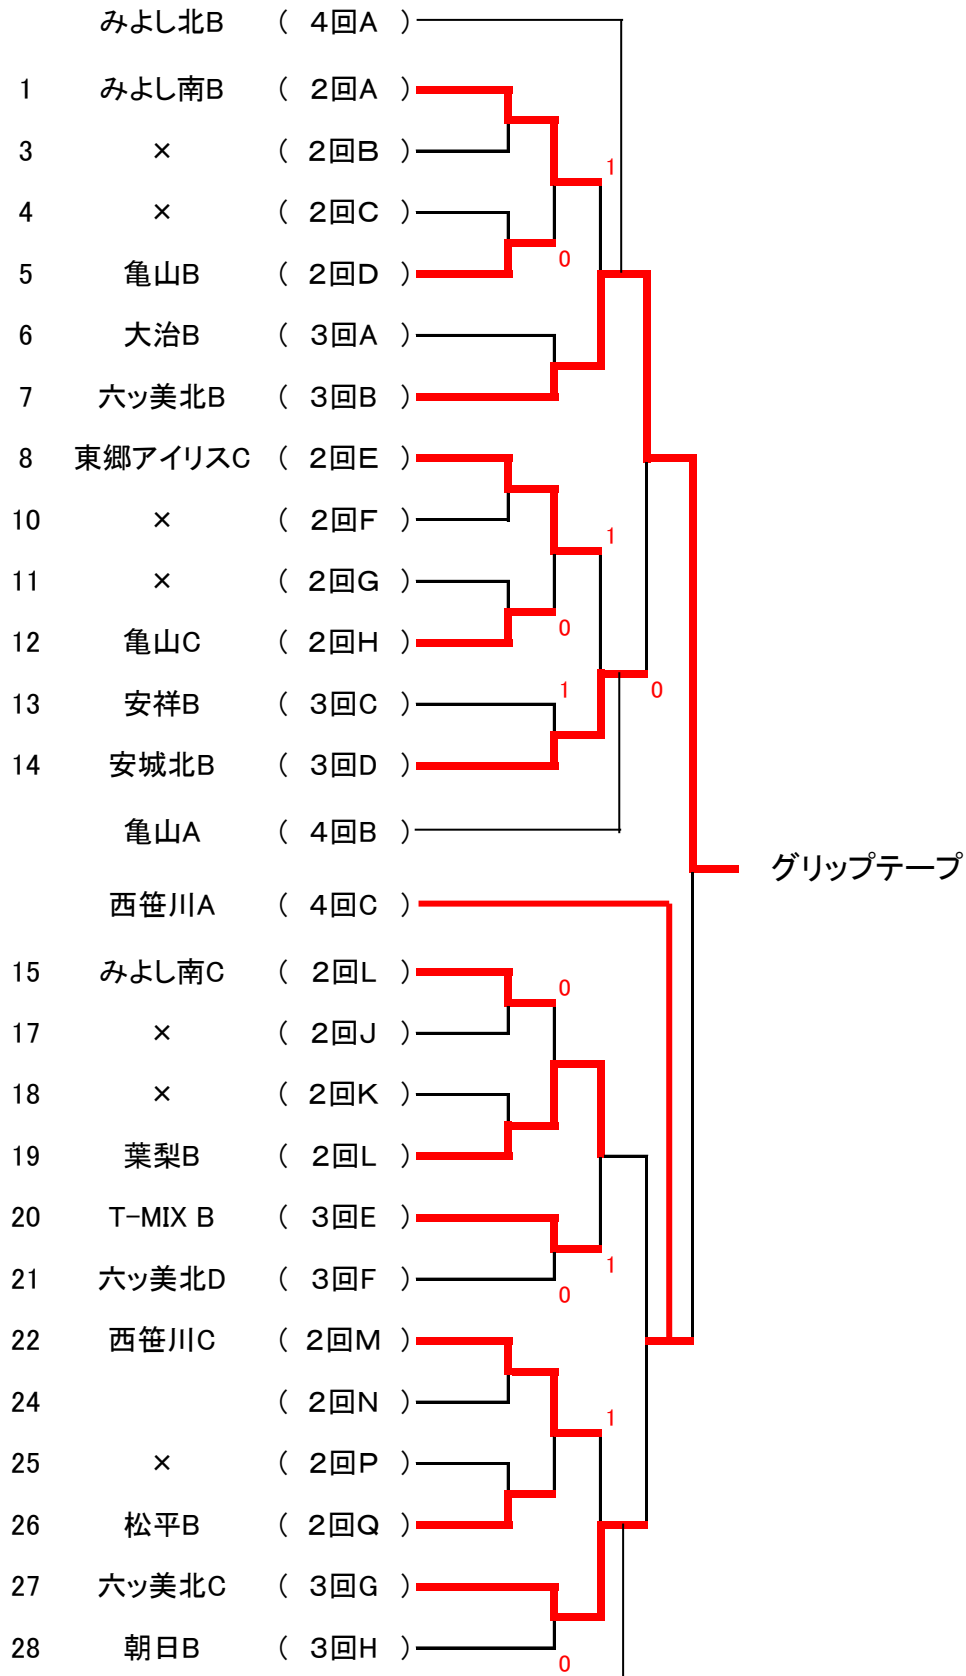 みよし北B ( 4回A )
1 みよし南B ( 2回A )
3 × ( 2回B )
1
4 × ( 2回C )
0
5 亀山B ( 2回D )
6 大治B ( 3回A )
7 六ッ美北B ( 3回B )
8 東郷アイリスC ( 2回E )
10 × ( 2回F )
1
11 × ( 2回G )
0
12 亀山C ( 2回H )
1 0
13 安祥B ( 3回C )
14 安城北B ( 3回D )
亀山A ( 4回B )
グリップテープ
西笹川A ( 4回C )
15 みよし南C ( 2回L )
0
17 × ( 2回J )
18 × ( 2回K )
19 葉梨B ( 2回L )
20 T-MIX B ( 3回E )
1
21 六ッ美北D ( 3回F )
0
22 西笹川C ( 2回M )
24 ( 2回N )
1
25 × ( 2回P )
26 松平B ( 2回Q )
27 六ッ美北C ( 3回G )
28 朝日B ( 3回H )
0